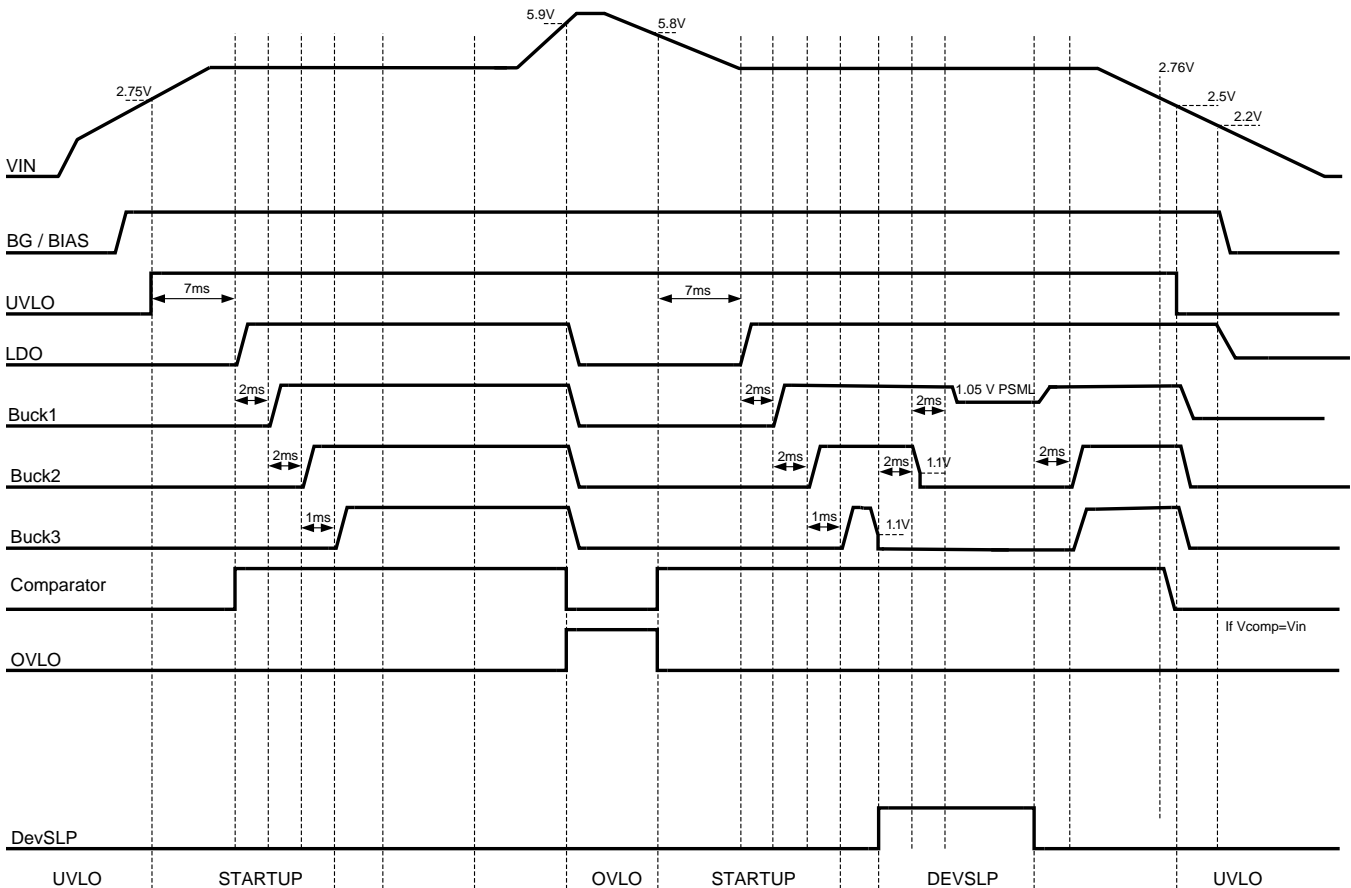 5.9V
5.8V
2.76V
2.75V
2.5V
2.2V
VIN
BG / BIAS
7ms
7ms
UVLO
LDO
2ms
2ms
1.05 V PSML
2ms
Buck1
2ms
2ms
2ms
1.1V
2ms
Buck2
1ms
1ms
1.1V
Buck3
Comparator
If Vcomp=Vin
OVLO
DevSLP
UVLO
STARTUP
OVLO
STARTUP
DEVSLP
UVLO